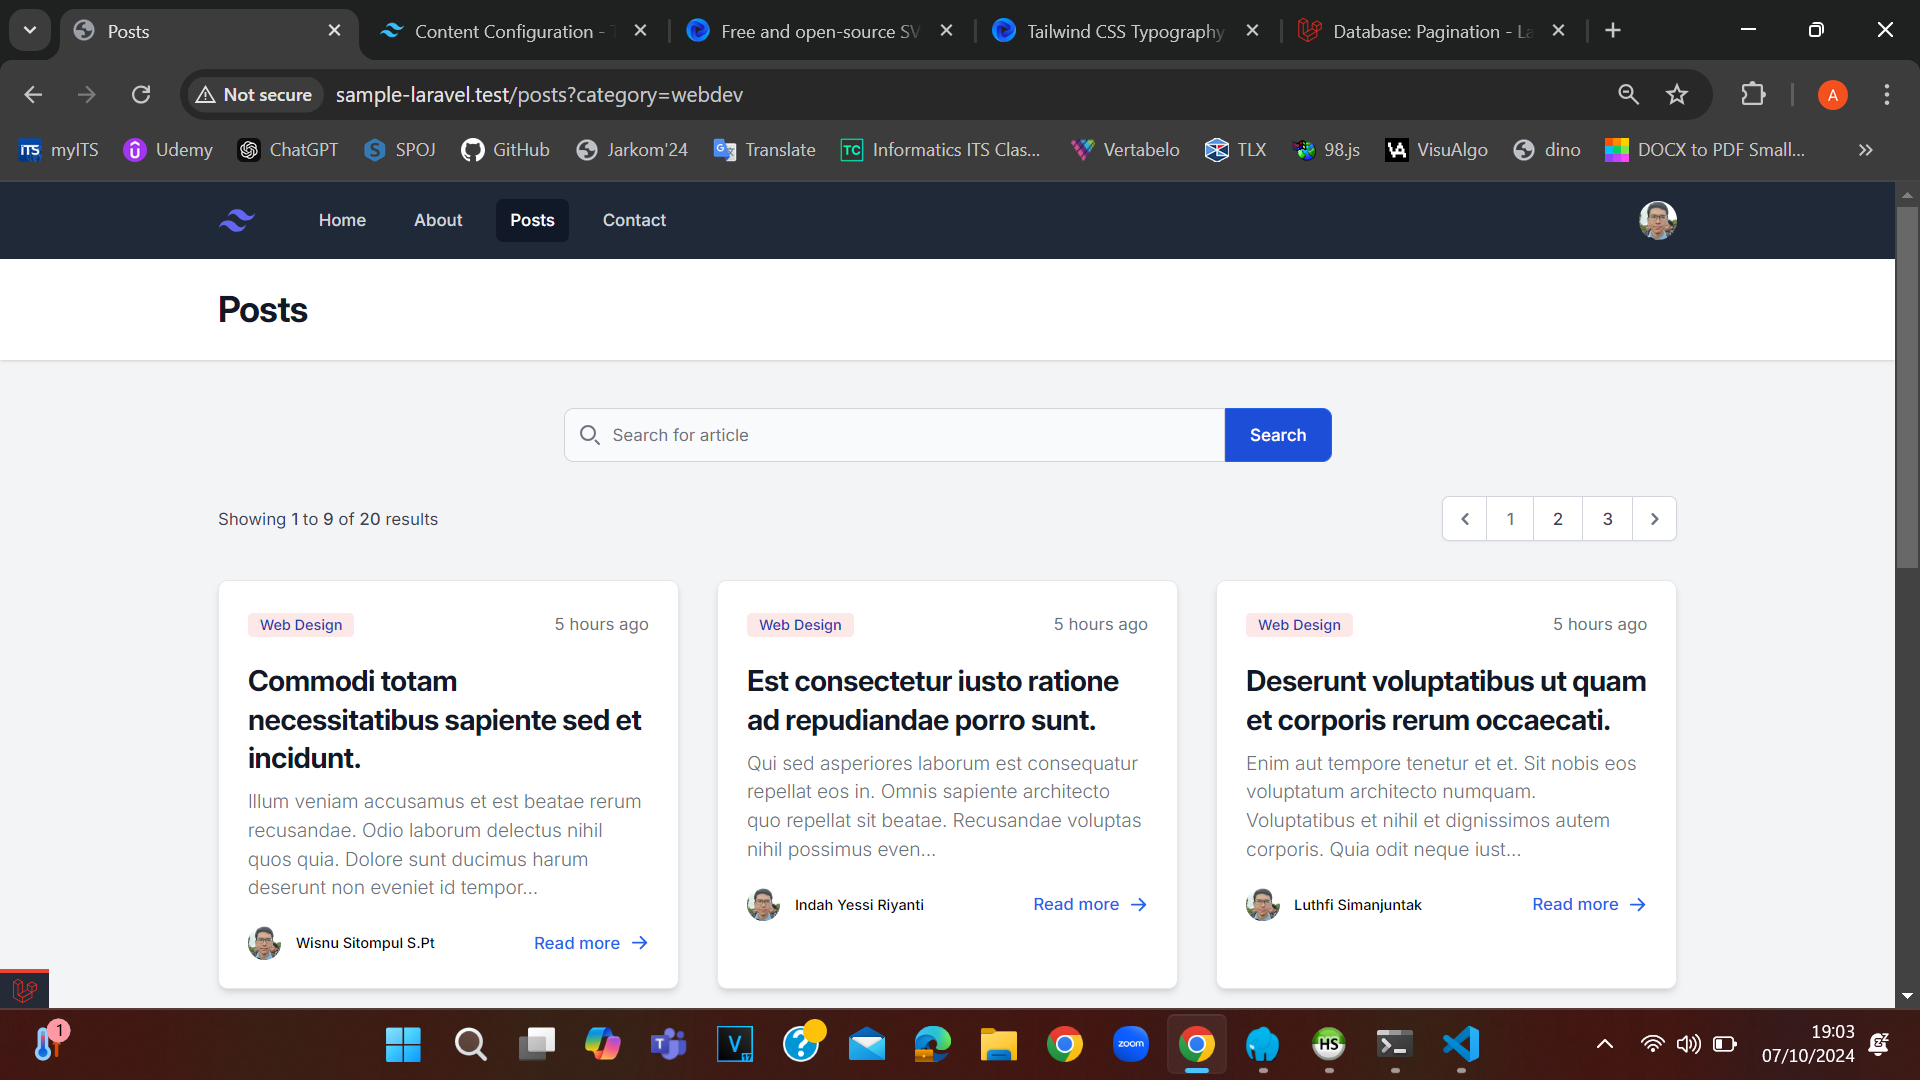 Posts
Content Configuration - T
Free and open-source SV
Tailwind CSS Typography
Database: Pagination - La
Not secure
sample-laravel.test/posts?category=webdev
A
ITS myITS
Udemy
ChatGPT
S SPOJ
GitHub
Jarkom'24
Translate
TC Informatics ITS Clas...
Vertabelo
TLX
98.js
VisuAlgo
dino
DOCX to PDF Small...
Home
About
Posts
Contact
Posts
Search for article
Search
Showing 1 to 9 of 20 results
1
2
3
Web Design
5 hours ago
Commodi totam
necessitatibus sapiente sed et
incidunt.
Illum veniam accusamus et est beatae rerum
recusandae. Odio laborum delectus nihil
quos quia. Dolore sunt ducimus harum
deserunt non eveniet id tempor...
Wisnu Sitompul S.Pt
Read more
Web Design
5 hours ago
Est consectetur iusto ratione
ad repudiandae porro sunt.
Qui sed asperiores laborum est consequatur
repellat eos in. Omnis sapiente architecto
quo repellat sit beatae. Recusandae voluptas
nihil possimus even...
Indah Yessi Riyanti
Read more
Web Design
5 hours ago
Deserunt voluptatibus ut quam
et corporis rerum occaecati.
Enim aut tempore tenetur et et. Sit nobis eos
voluptatum architecto numquam.
Voluptatibus et nihil et dignissimos autem
corporis. Quia odit neque iust...
Luthfi Simanjuntak
Read more
1
T
V
17
?
zoom
HS
19:03
07/10/2024